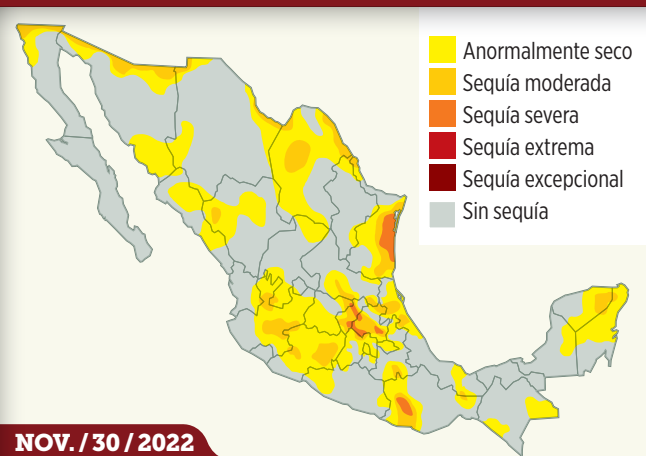 Anormalmente seco
Sequía moderada
Sequía severa
Sequía extrema
Sequía excepcional
Sin sequía
NOV. / 30 / 2022